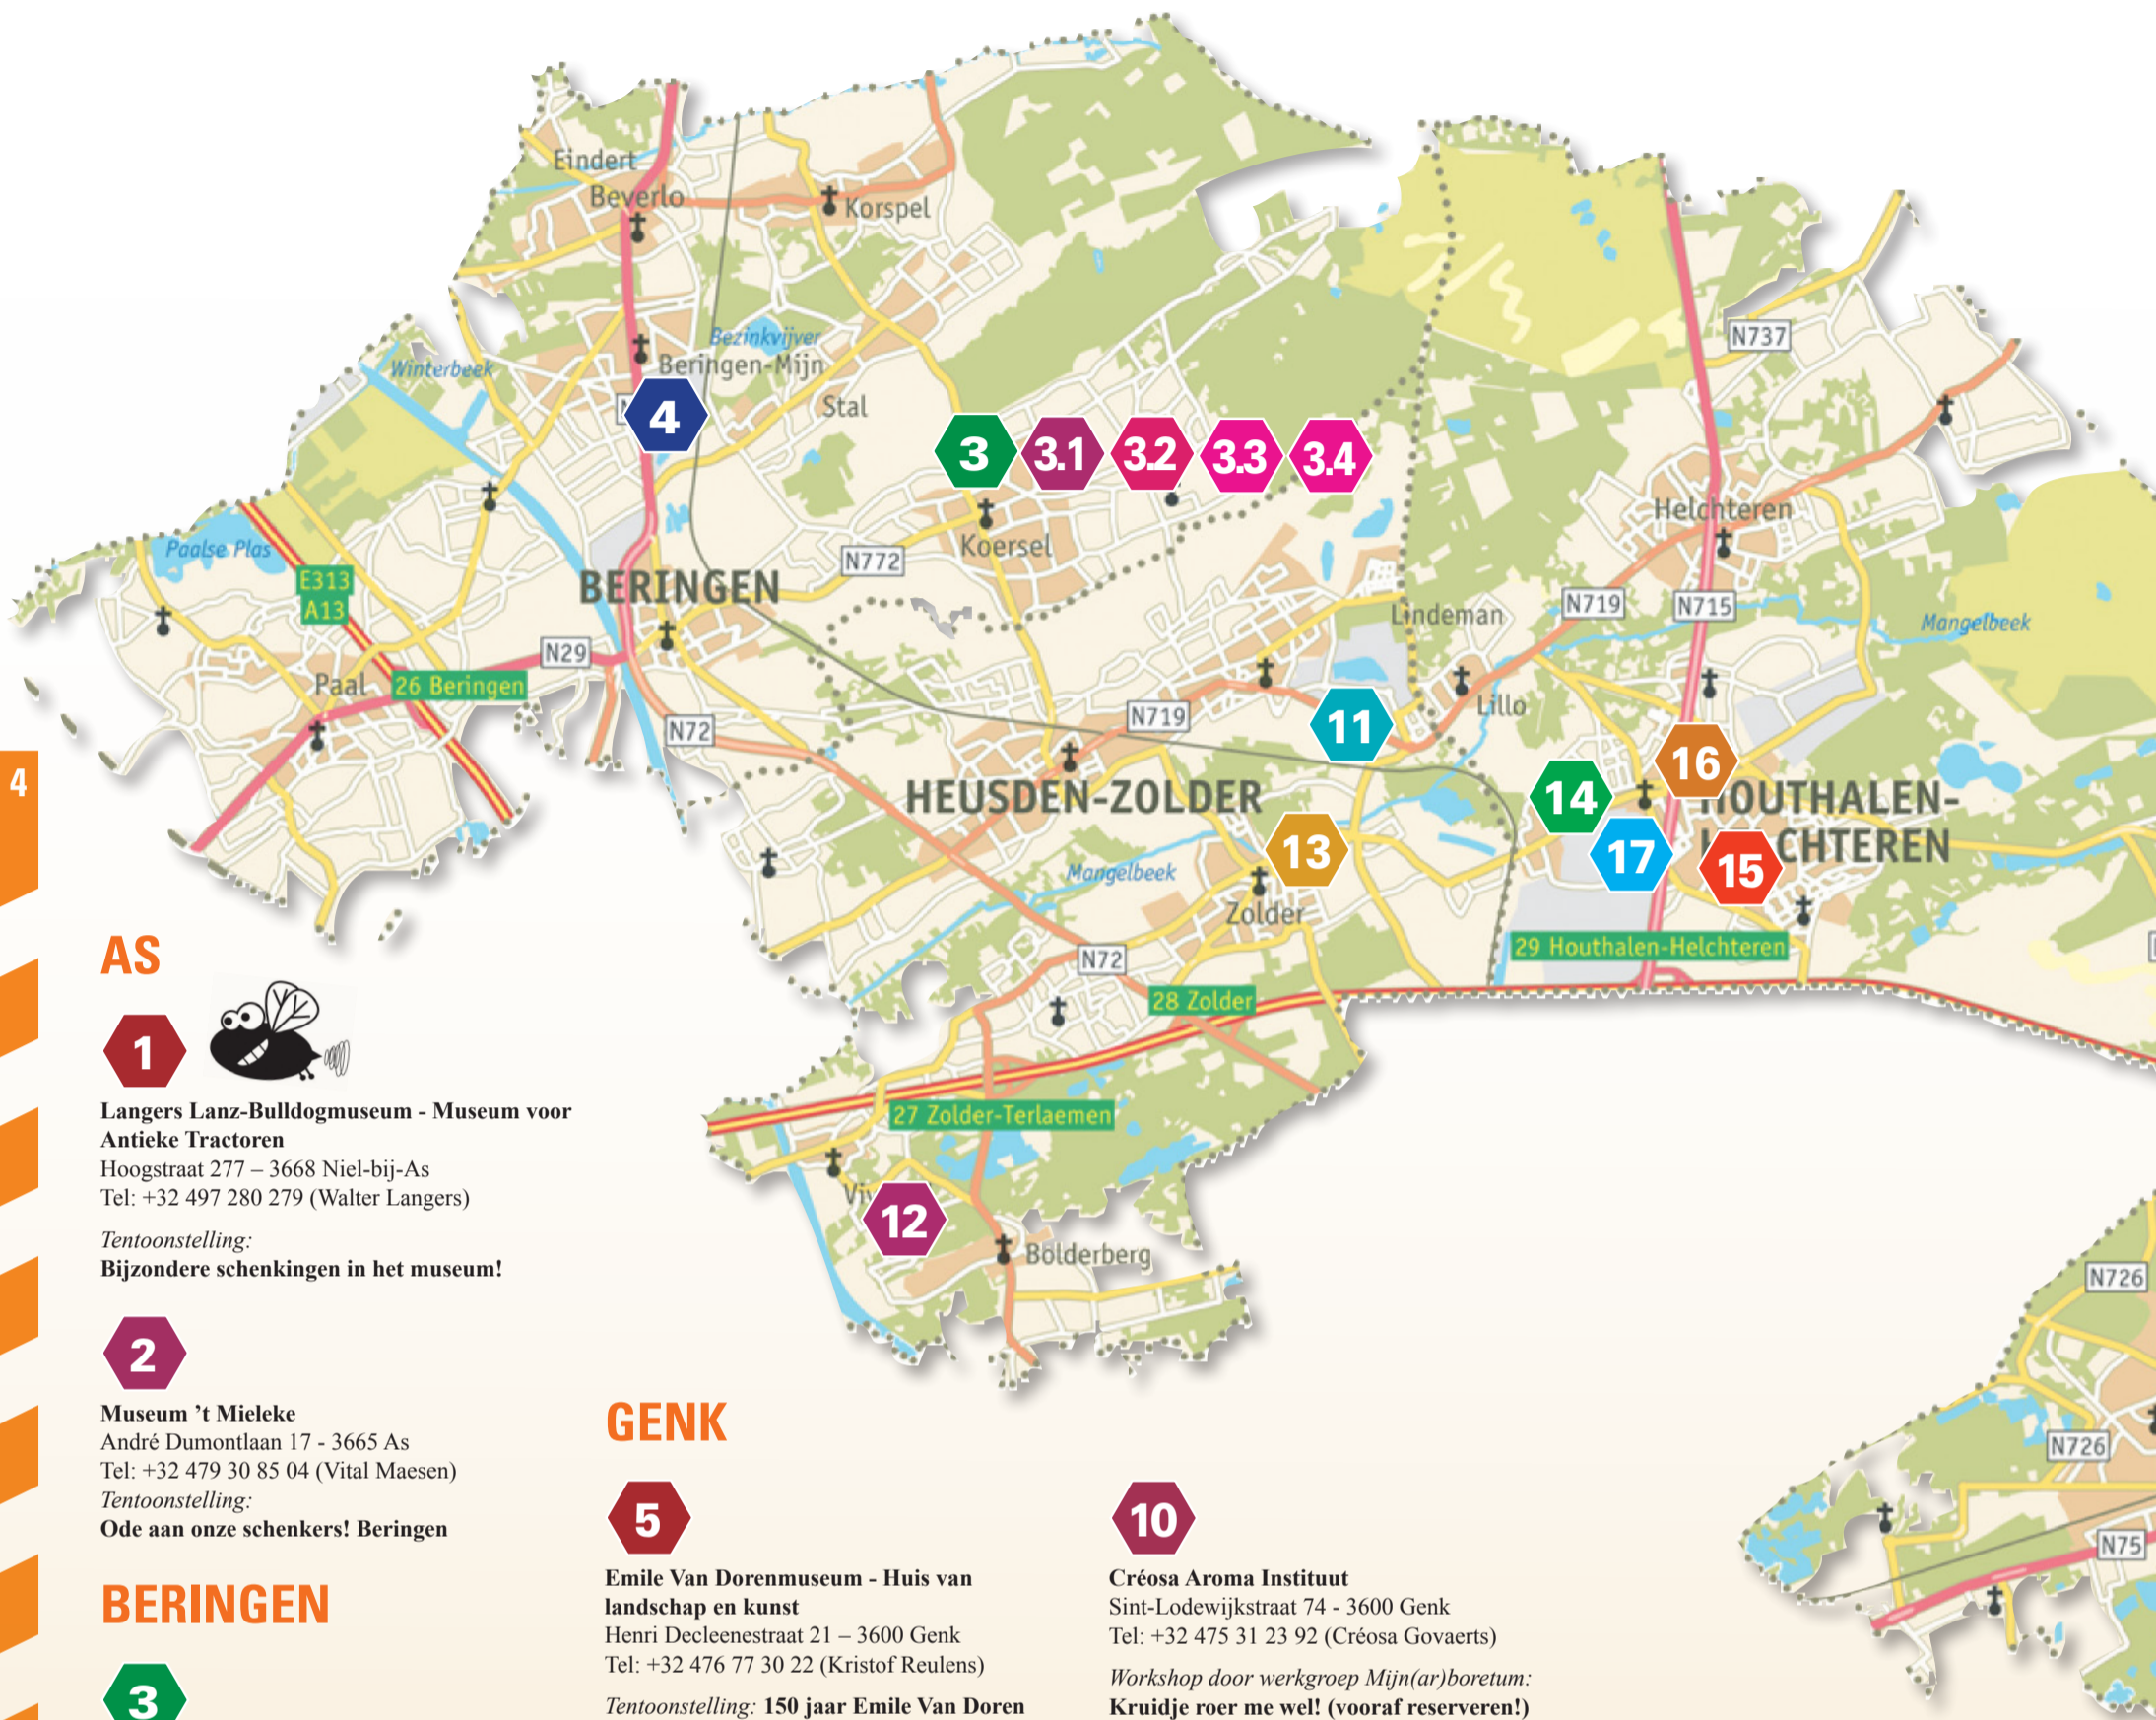 Eindert
Beverlo
Korspel
Bezinkvijver
Beringen-Mijn
Winterbeek
Stal
N737
4
3
3.1
3.2
3.3
3.4
Helchteren
Koersel
Paalse Plas
E313
A13
N772
BERINGEN
Lindeman
N719
N715
Mangelbeek
N29
Paal
26 Beringen
Lillo
N72
N719
11
16
4
HEUSDEN-ZOLDER
14
HOUTHALEN-
13
17
15
CHTEREN
Mangelbeek
Zolder
29 Houthalen-Helchteren
N72
28 Zolder
27 Zolder-Terlaemen
12
Bolderberg
N726
N726
N75
AS
1
Langers Lanz-Bulldogmuseum - Museum voor
Antieke Tractoren
Hoogstraat 277 – 3668 Niel-bij-As
Tel: +32 497 280 279 (Walter Langers)
Tentoonstelling:
Bijzondere schenkingen in het museum!
2
Museum ’t Mieleke
André Dumontlaan 17 - 3665 As
Tel: +32 479 30 85 04 (Vital Maesen)
Tentoonstelling:
Ode aan onze schenkers! Beringen
BERINGEN
3
GENK
5
Emile Van Dorenmuseum - Huis van
landschap en kunst
Henri Decleenestraat 21 – 3600 Genk
Tel: +32 476 77 30 22 (Kristof Reulens)
Tentoonstelling: 150 jaar Emile Van Doren
10
Créosa Aroma Instituut
Sint-Lodewijkstraat 74 - 3600 Genk
Tel: +32 475 31 23 92 (Créosa Govaerts)
Workshop door werkgroep Mijn(ar)boretum:
Kruidje roer me wel! (vooraf reserveren!)